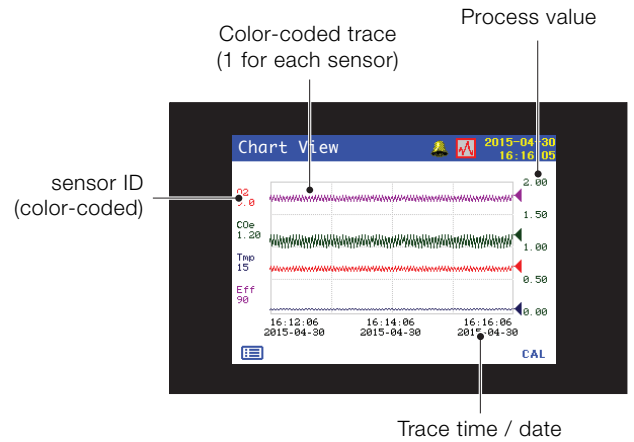 Process value
Color-coded trace
(1 for each sensor)
Chart View
2015-04-30
16:16:05
sensor ID
(color-coded)
O2
9.0
COe
1.20
Tmp
15
Eff
90
2.00
1.50
1.00
0.50
0.00
16:12:06
2015-04-30
16:14:06
2015-04-30
16:16:06
2015-04-30
CAL
Trace time / date